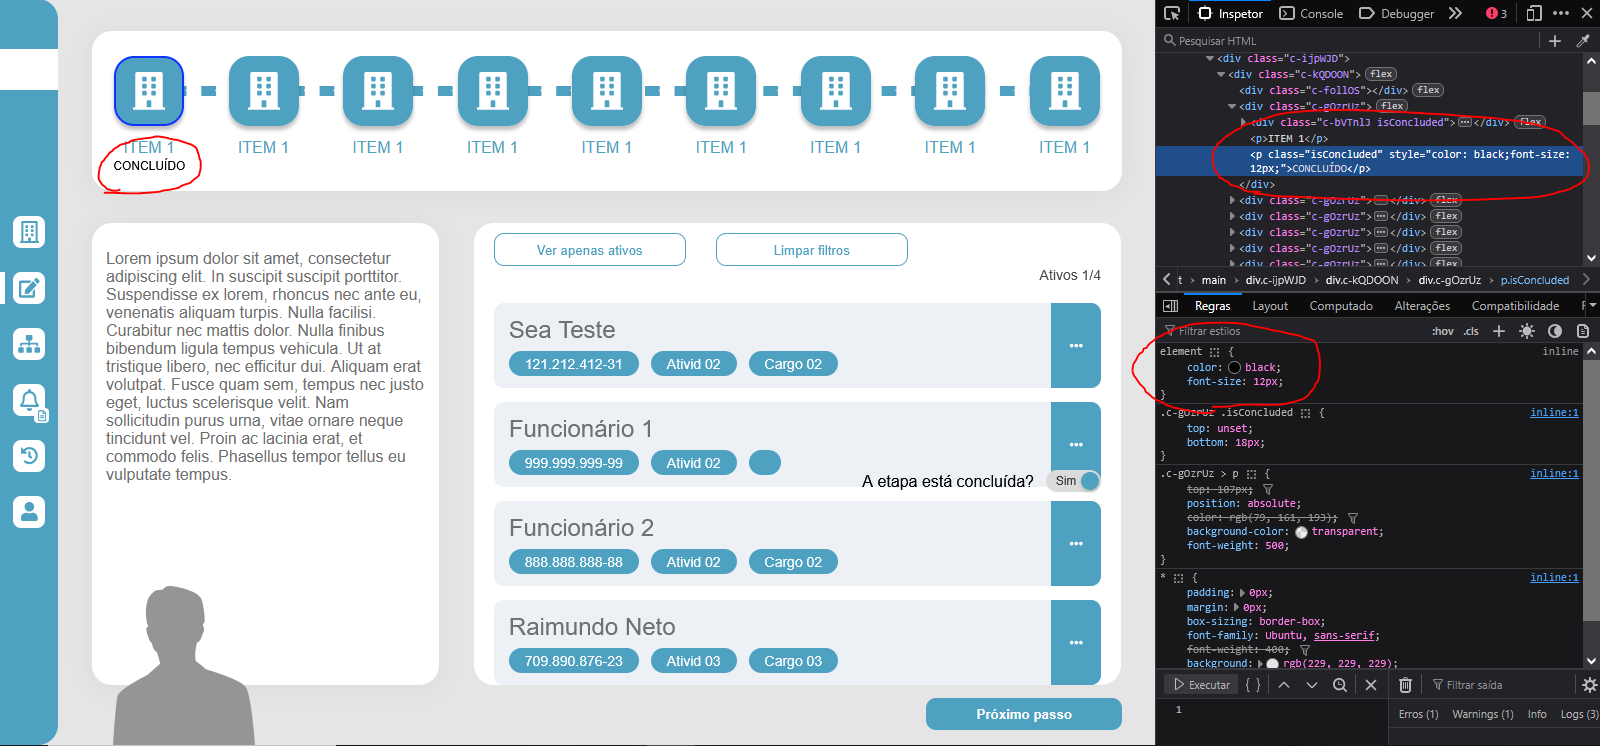 ITEM 1
ITEM 1
ITEM 1
ITEM 1
ITEM 1
ITEM 1
ITEM 1
ITEM 1
ITEM 1
CONCLUÍDO
Lorem ipsum dolor sit amet, consectetur
adipiscing elit. In suscipit suscipit porttitor.
Suspendisse ex lorem, rhoncus nec ante eu,
venenatis aliquam turpis. Nulla facilisi.
Curabitur nec mattis dolor. Nulla finibus
bibendum ligula tempus vehicula. Ut at
tristique libero, nec efficitur dui. Aliquam erat
volutpat. Fusce quam sem, tempus nec justo
eget, luctus scelerisque velit. Nam
sollicitudin purus urna, vitae ornare neque
tincidunt vel. Proin ac lacinia erat, et
commodo felis. Phasellus tempor tellus eu
vulputate tempus.
Ver apenas ativos
Limpar filtros
Ativos 1/4
Sea Teste
121.212.412-31
Ativid 02
Cargo 02
Funcionário 1
999.999.999-99
Ativid 02
A etapa está concluída?
Sim
Funcionário 2
888.888.888-88
Ativid 02
Cargo 02
Raimundo Neto
709.890.876-23
Ativid 03
Cargo 03
Próximo passo
Inspetor
Console
Debugger
3
Pesquisar HTML
<div class="c-ijpWJD">
<div class="c-kQDOON"> flex
<div class="c-follOS"></div> flex
<div class="c-gOzrUz"> flex
<div class="c-bVTnlJ isConcluded"></div> flex
<p>ITEM 1</p>
<p class="isConcluded" style="color: black;font-size:
12px;">CONCLUÍDO</p>
</div>
<div class="c-gOzrUz"></div> flex
<div class="c-gOzrUz"></div> flex
<div class="c-gOzrUz"></div> flex
<div class="c-gOzrUz"></div> flex
<div class="c-gOzrUz"></div> flex
t > main > div.c-ijpWJD > div.c-kQDOON > div.c-gOzrUz > p.isConcluded
Regras
Layout
Computado
Alterações
Compatibilidade
Filtrar estilos
:hov .cls
element { inline
color: black;
font-size: 12px;
}
.c-gOzrUz .isConcluded { inline:1
top: unset;
bottom: 18px;
}
.c-gOzrUz > p { inline:1
top: 107px;
position: absolute;
color: rgb(79, 161, 193);
background-color: transparent;
font-weight: 500;
}
* { inline:1
padding: 0px;
margin: 0px;
box-sizing: border-box;
font-family: Ubuntu, sans-serif;
font-weight: 400;
background: rgb(229, 229, 229);
Executar
{ }
Filtrar saída
1
Erros (1)
Warnings (1)
Info
Logs (3)